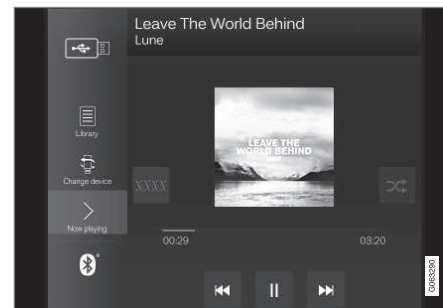 Leave The World Behind
Lune
Library
Change device
Now playing
LEAVE THE
WORLD BEHIND
LUNE
XXXX
00:29
03:20
G063290